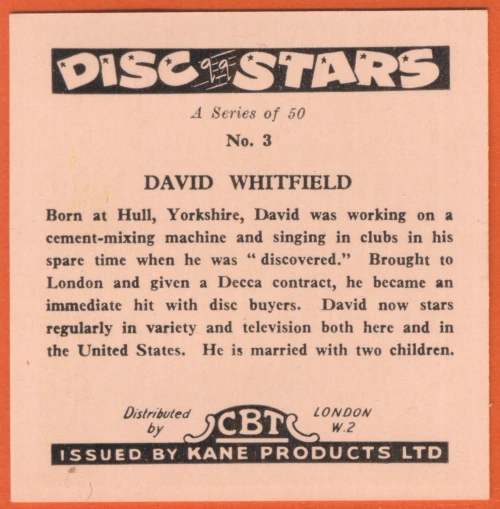 DISC STARS
A Series of 50
No. 3
DAVID WHITFIELD
Born at Hull, Yorkshire, David was working on a
cement-mixing machine and singing in clubs in his
spare time when he was "discovered." Brought to
London and given a Decca contract, he became an
immediate hit with disc buyers. David now stars
regularly in variety and television both here and in
the United States. He is married with two children.
Distributed by CBT LONDON W.2
ISSUED BY KANE PRODUCTS LTD